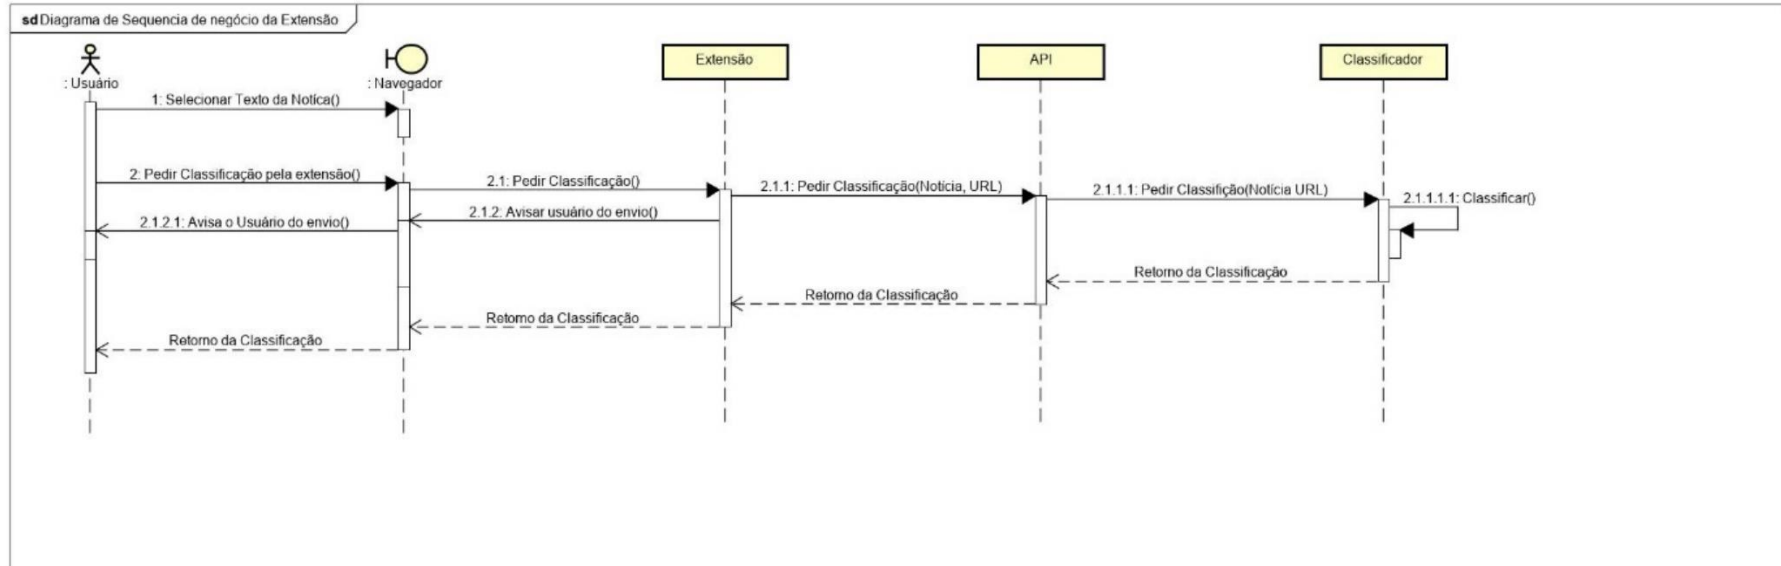 sd Diagrama de Sequencia de negócio da Extensão
: Usuário
: Navegador
Extensão
API
Classificador
1: Selecionar Texto da Notíca()
2: Pedir Classificação pela extensão()
2.1: Pedir Classificação()
2.1.1: Pedir Classificação(Notícia, URL)
2.1.1.1: Pedir Classifição(Notícia URL)
2.1.1.1.1: Classificar()
2.1.2: Avisar usuário do envio()
2.1.2.1: Avisa o Usuário do envio()
Retorno da Classificação
Retorno da Classificação
Retorno da Classificação
Retorno da Classificação